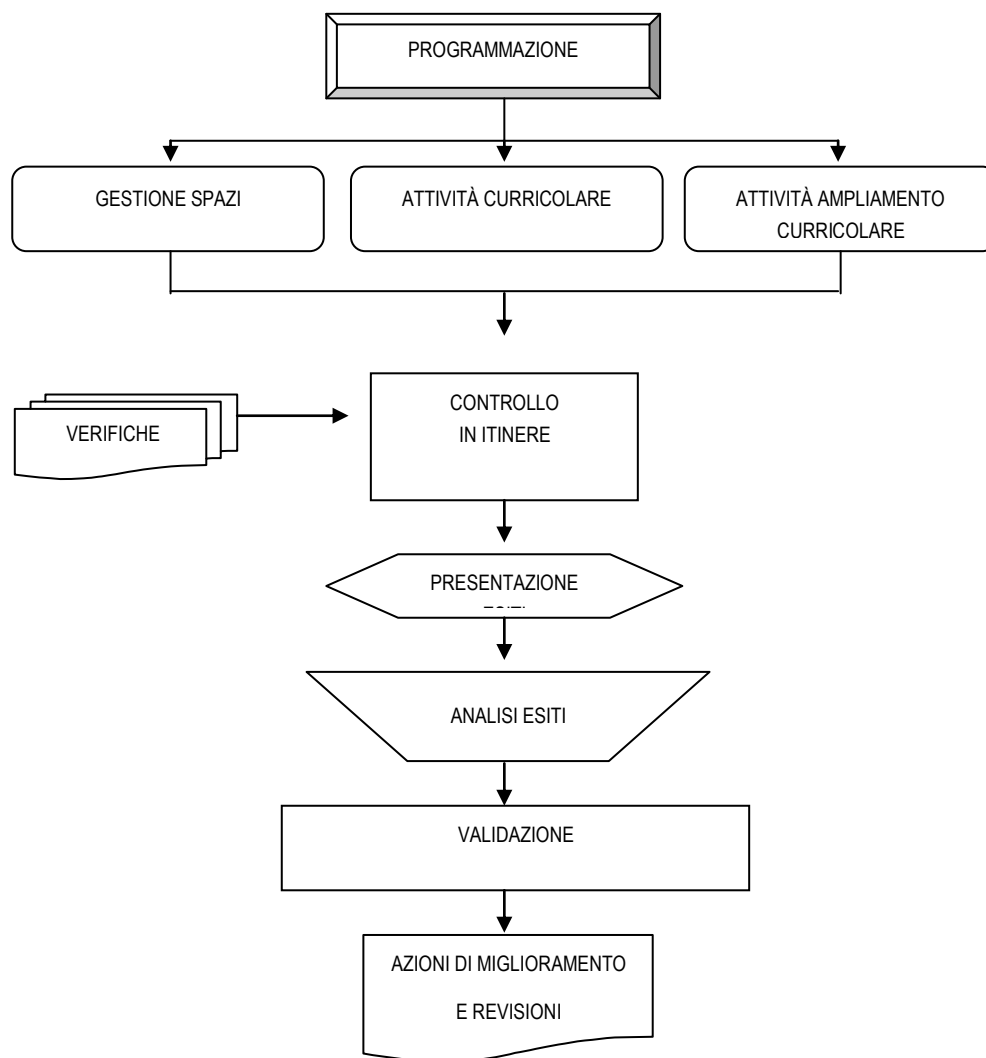 PROGRAMMAZIONE
GESTIONE SPAZI
ATTIVITÀ CURRICOLARE
ATTIVITÀ AMPLIAMENTO
CURRICOLARE
VERIFICHE
CONTROLLO
IN ITINERE
PRESENTAZIONE
ANALISI ESITI
VALIDAZIONE
AZIONI DI MIGLIORAMENTO
E REVISIONI